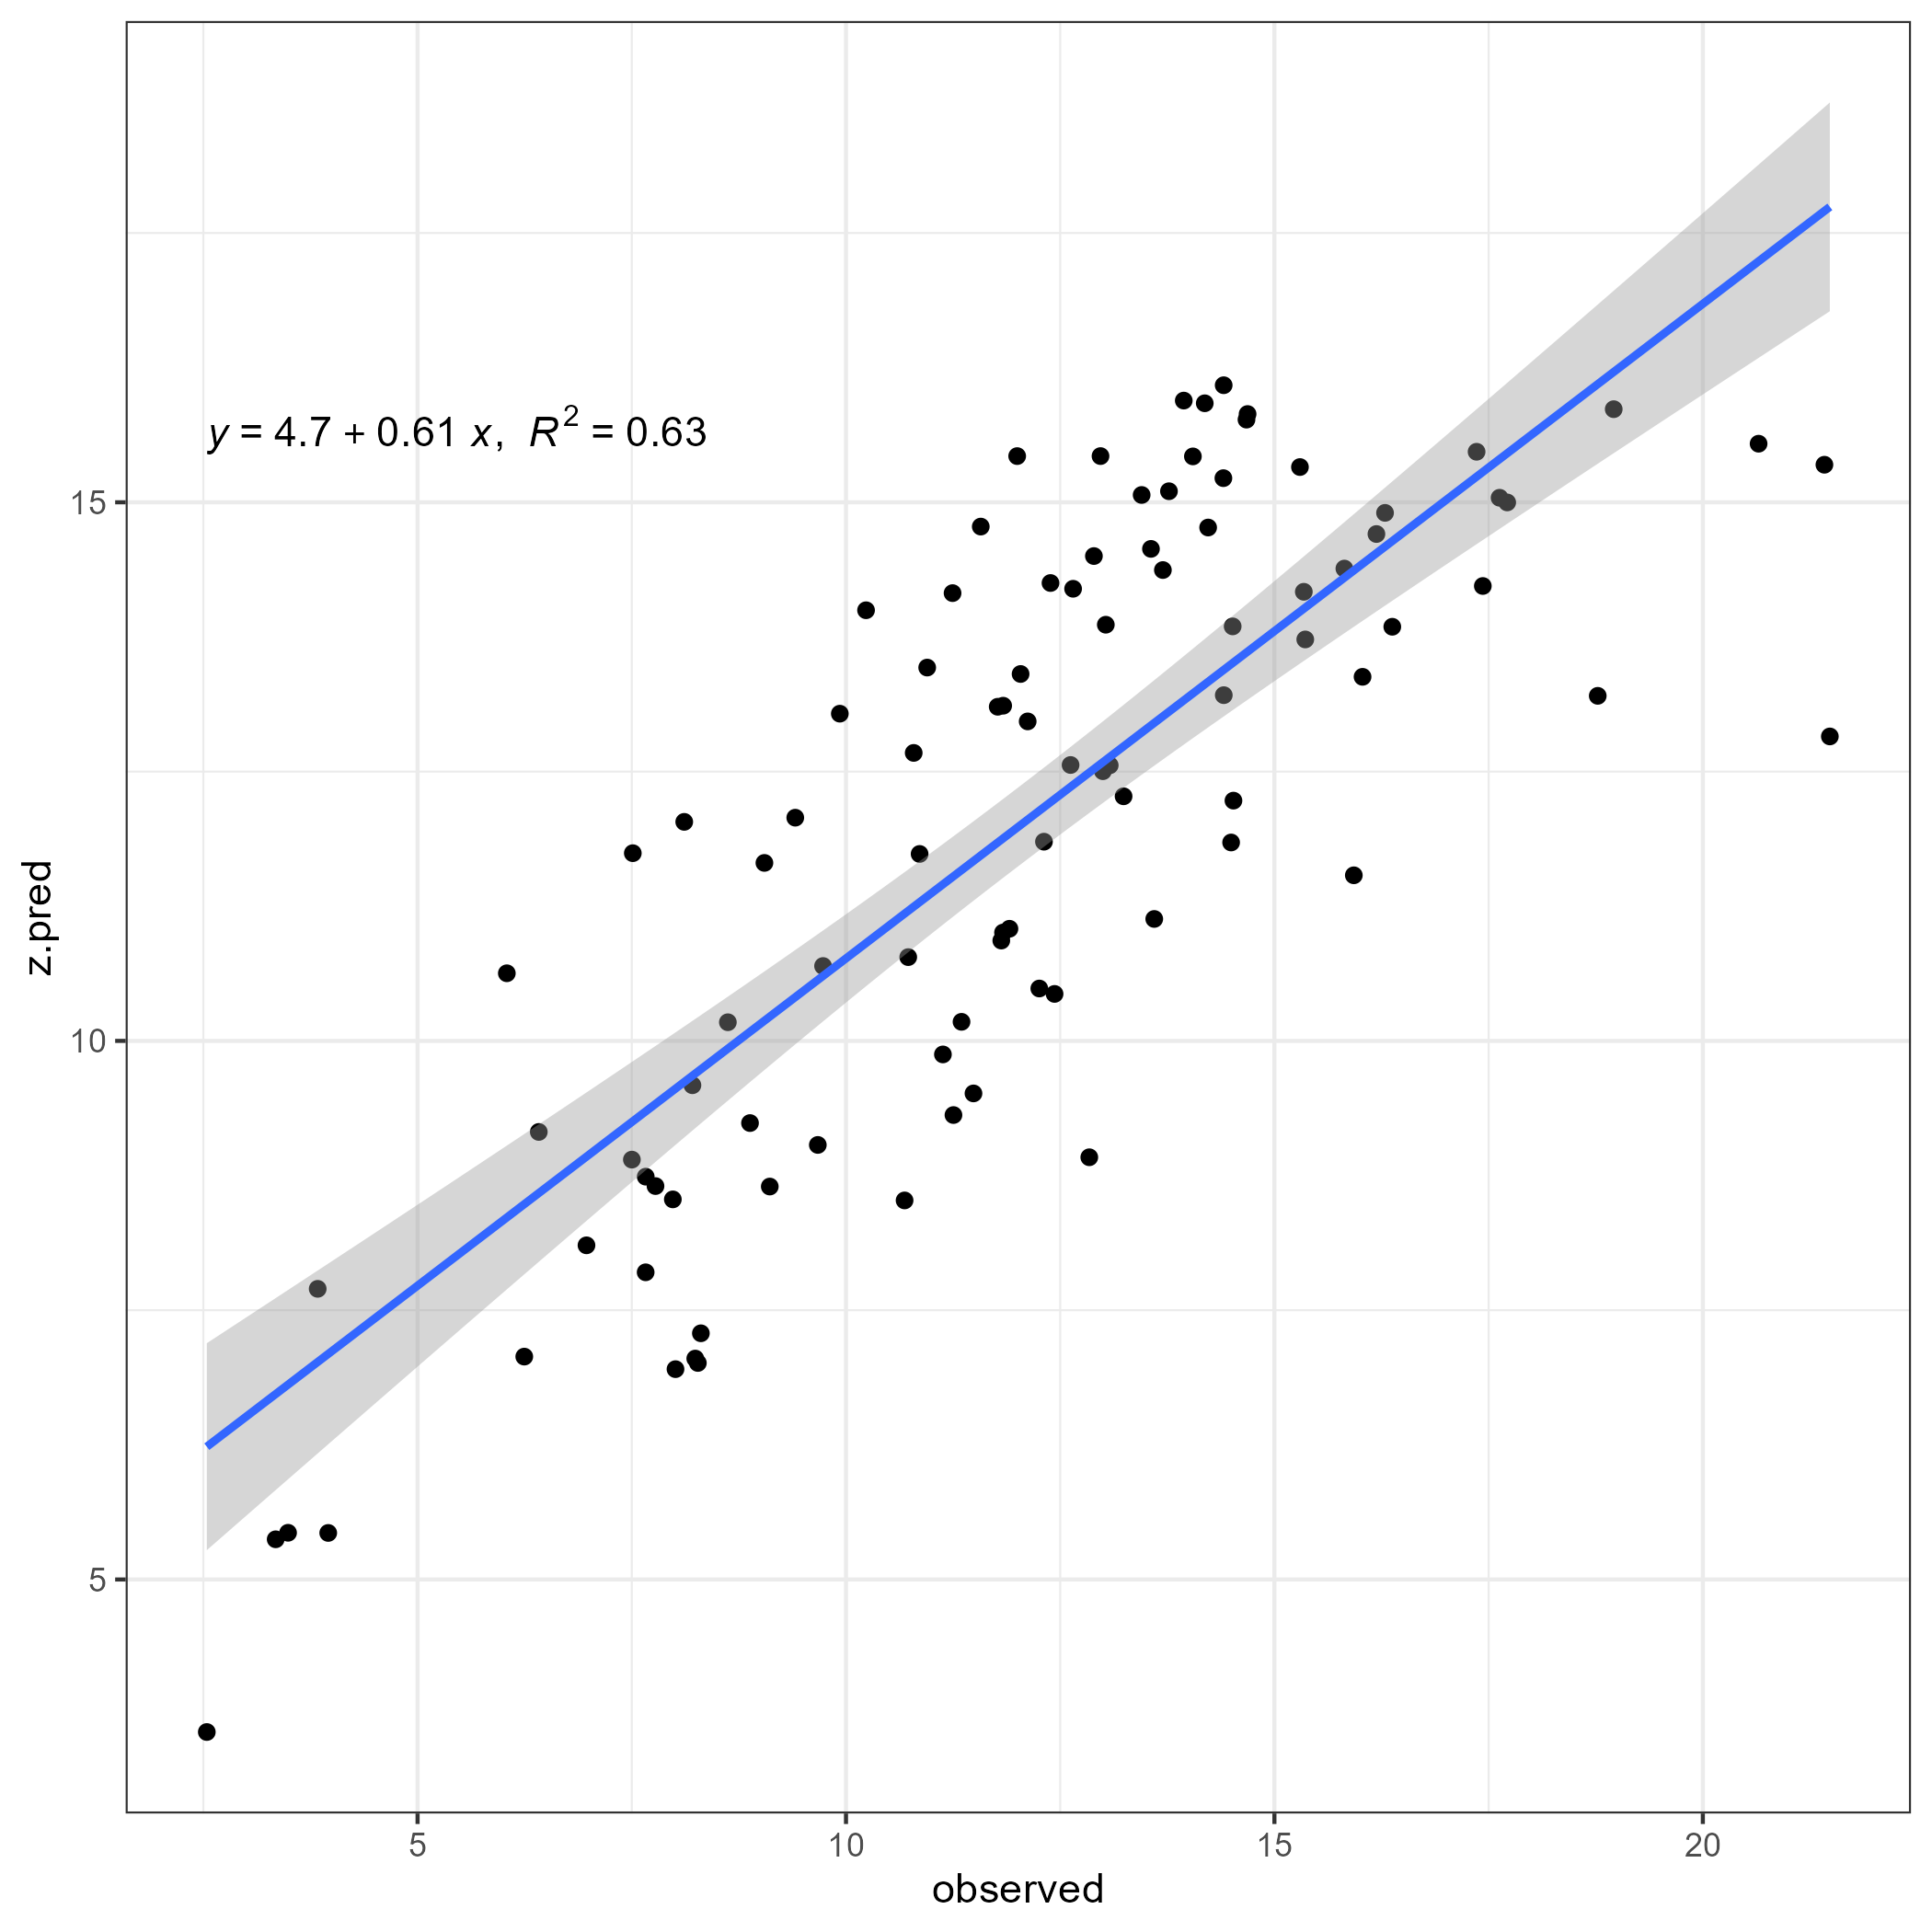 y = 4.7 + 0.61 x, R² = 0.63
15
10
5
z.pred
5 10 15 20
observed